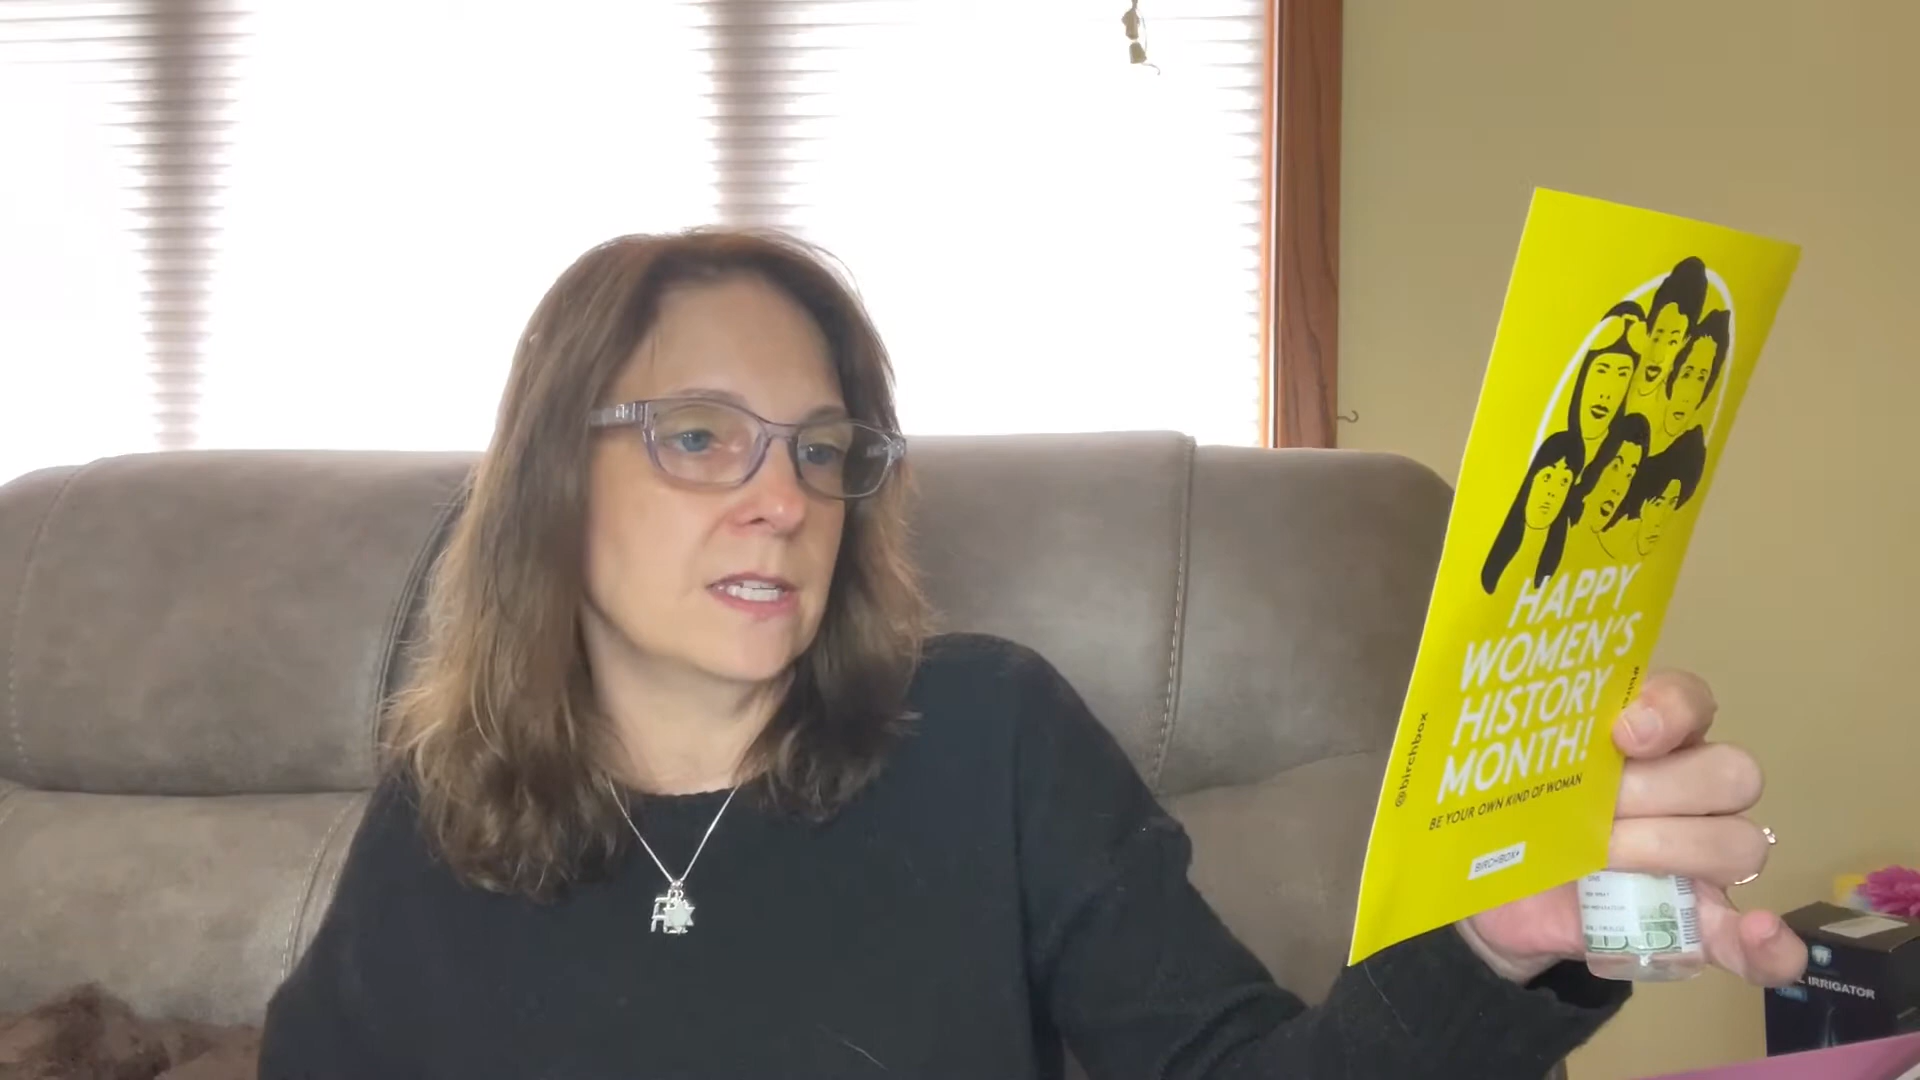 HAPPY
WOMEN'S
HISTORY
MONTH!
BE YOUR OWN KIND OF WOMAN
BIRCHBOX+
@birchbox
IRRIGATOR